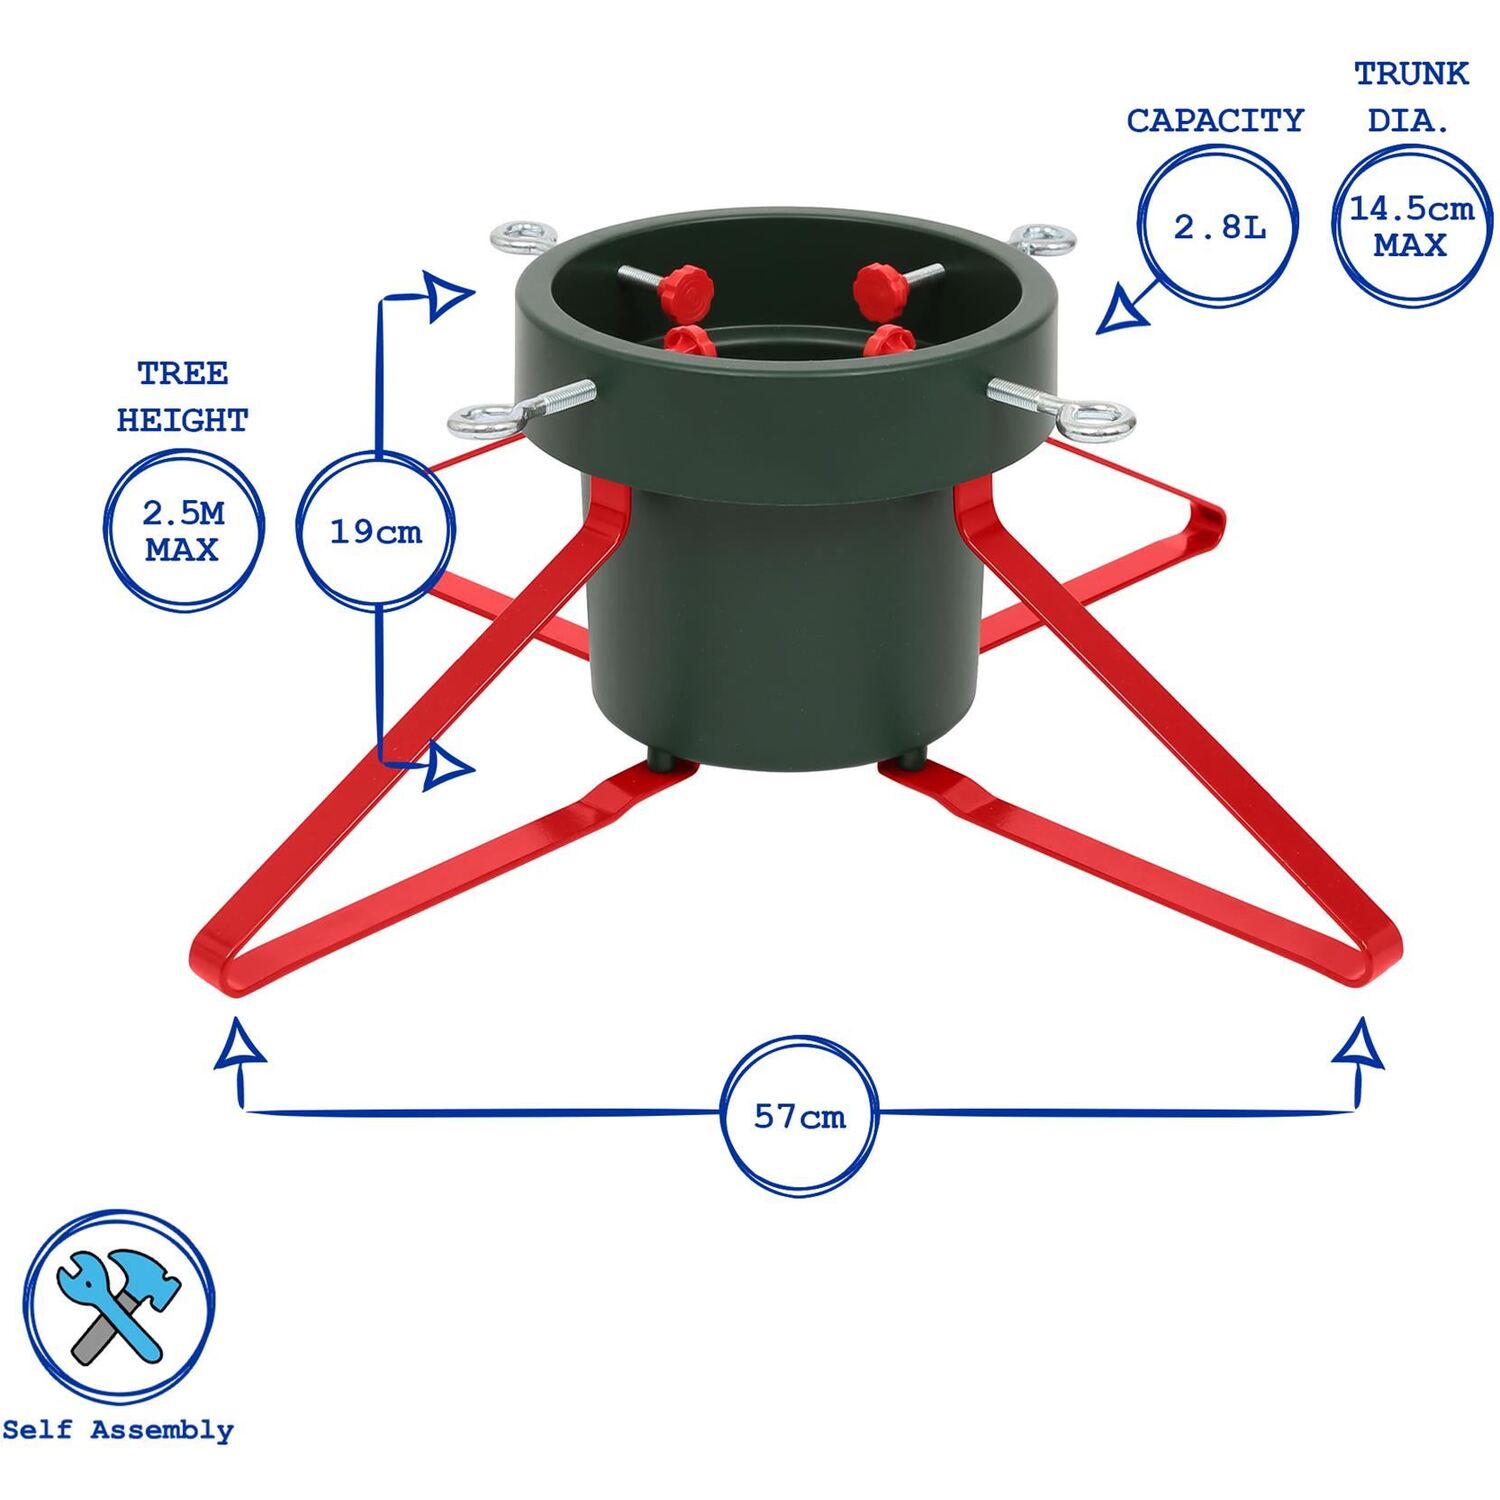 TRUNK
DIA.
14.5cm
MAX
CAPACITY
2.8L
TREE
HEIGHT
2.5M
MAX
19cm
57cm
Self Assembly